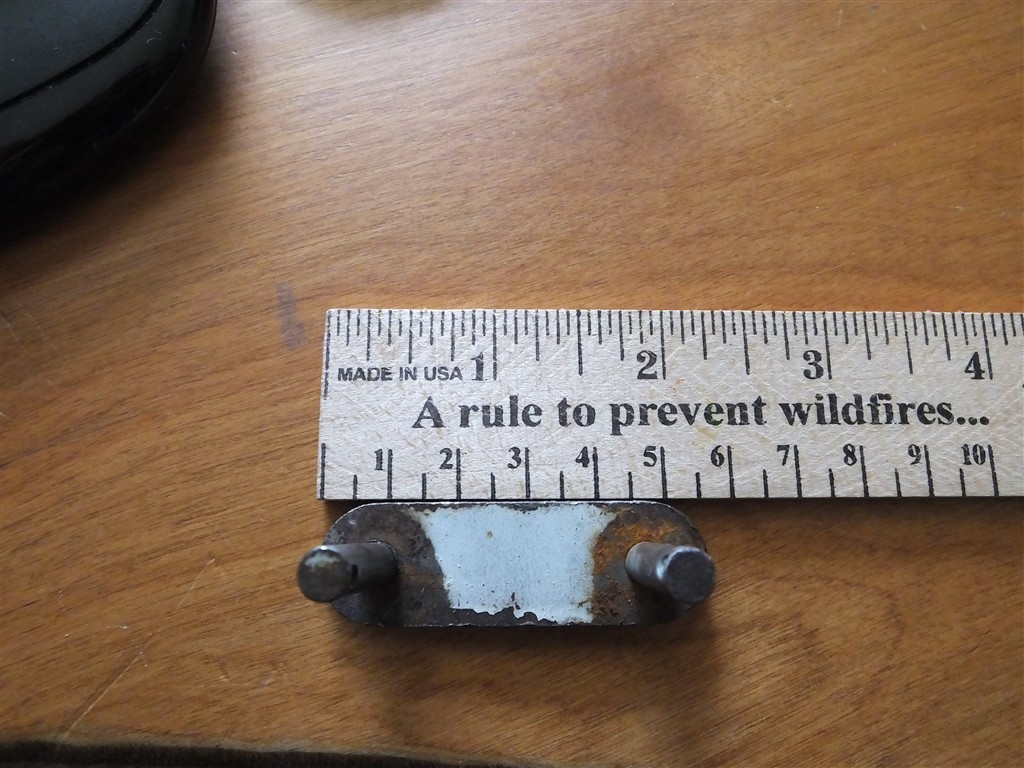 MADE IN USA 1 2 3 4
A rule to prevent wildfires...
1 2 3 4 5 6 7 8 9 10